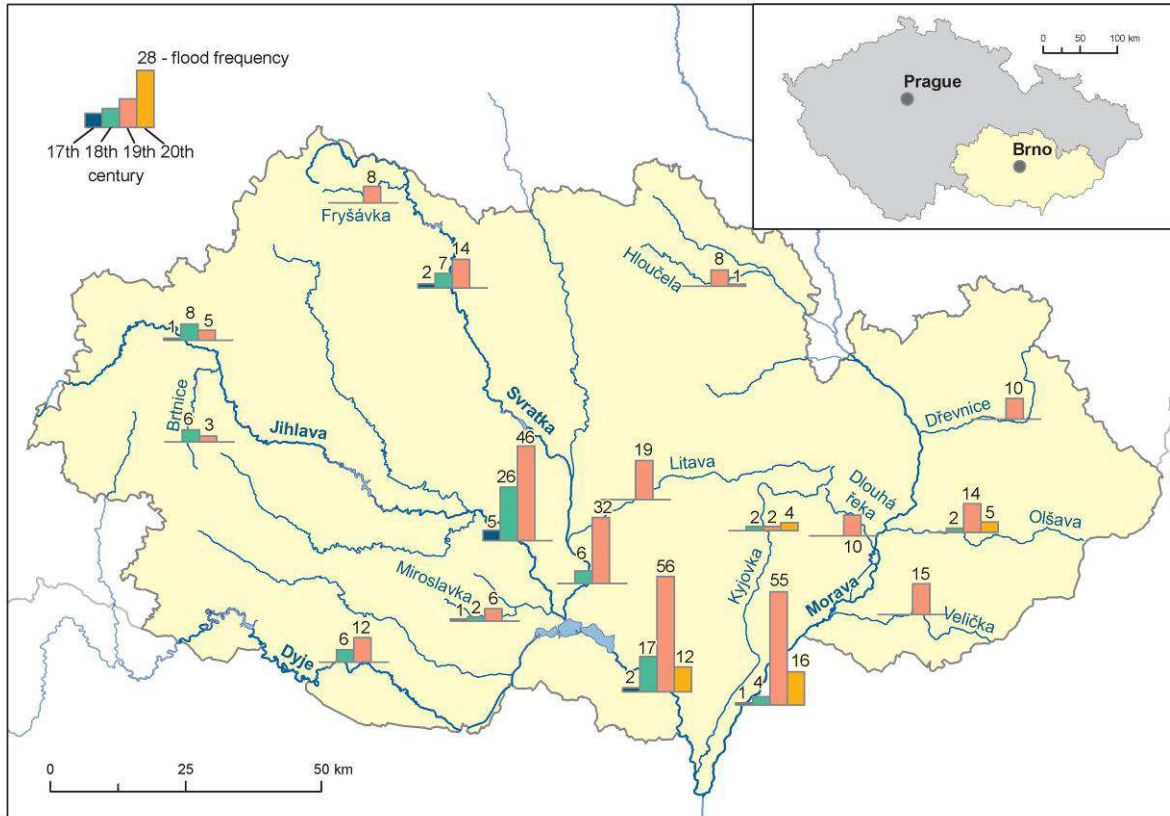 28 - flood frequency
17th 18th 19th 20th
century
0 50 100 km
Prague
Brno
8
Fryšávka
2 7 14
Hloučela
8 1
1 8 5
Brtnice
6 3
Jihlava
Svratka
10
Dřevnice
5 26 46
19
Litava
Dlouhá
řeka
10
2 2 4
2 14 5
Olšava
6 32
Miroslavka
1 2 6
Kyjovka
Morava
15
Velička
6 12
Dyje
2 17 56 12
1 4 55 16
0 25 50 km